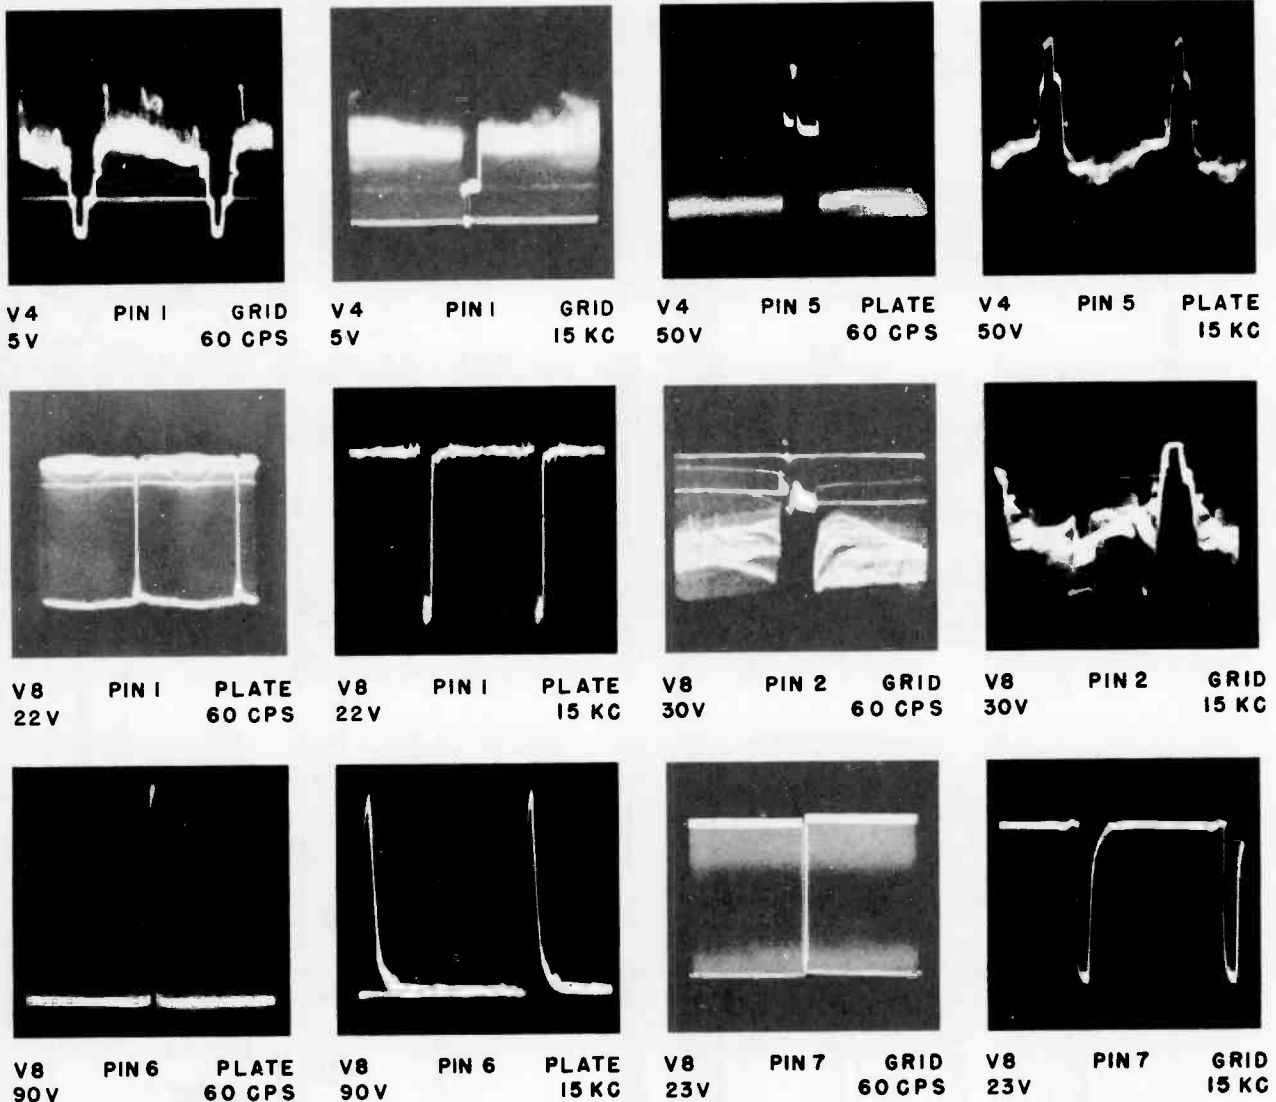 V4 PIN 1 GRID
5V 60 CPS
V4 PIN 1 GRID
5V 15 KC
V4 PIN 5 PLATE
50V 60 CPS
V4 PIN 5 PLATE
50V 15 KC
V8 PIN 1 PLATE
22V 60 CPS
V8 PIN 1 PLATE
22V 15 KC
V8 PIN 2 GRID
30V 60 CPS
V8 PIN 2 GRID
30V 15 KC
V8 PIN 6 PLATE
90V 60 CPS
V8 PIN 6 PLATE
90V 15 KC
V8 PIN 7 GRID
23V 60 CPS
V8 PIN 7 GRID
23V 15 KC